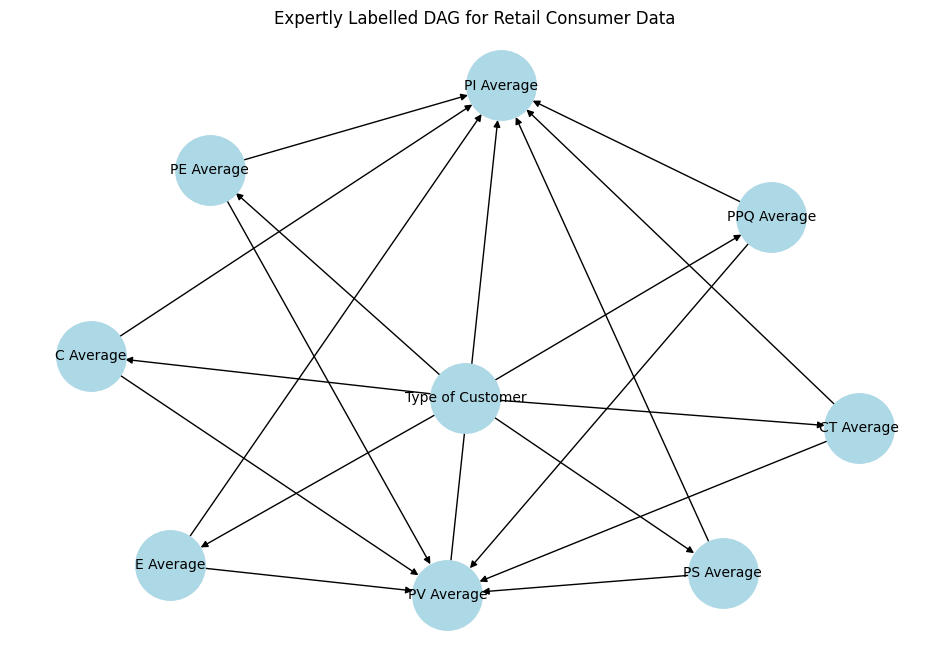 Expertly Labelled DAG for Retail Consumer Data
PI Average
PE Average
PPQ Average
C Average
Type of Customer
CT Average
E Average
PS Average
PV Average